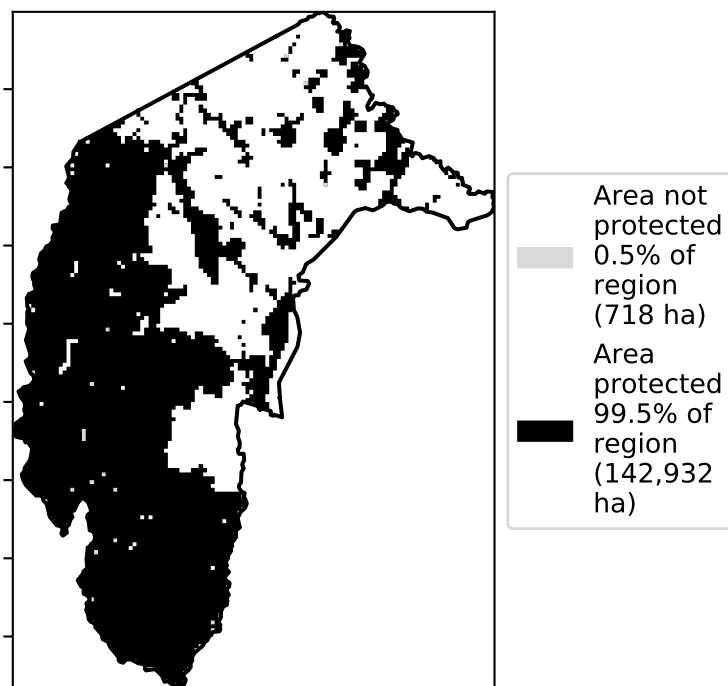 Area not
protected
0.5% of
region
(718 ha)
Area
protected
99.5% of
region
(142,932
ha)